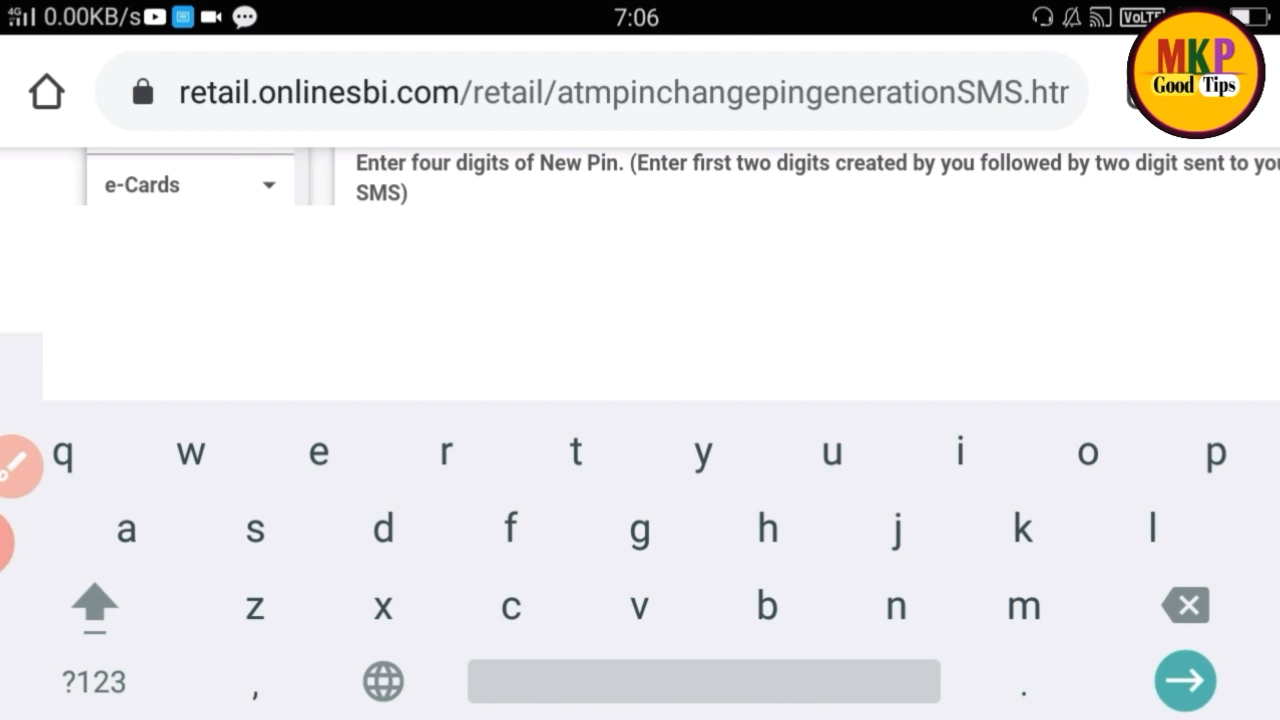 4G 0.00KB/s 7:06 VoLTE
retail.onlinesbi.com/retail/atmpinchangepingenerationSMS.htr
MKP
Good Tips
e-Cards
Enter four digits of New Pin. (Enter first two digits created by you followed by two digit sent to you
SMS)
q w e r t y u i o p
a s d f g h j k l
z x c v b n m
?123 , .